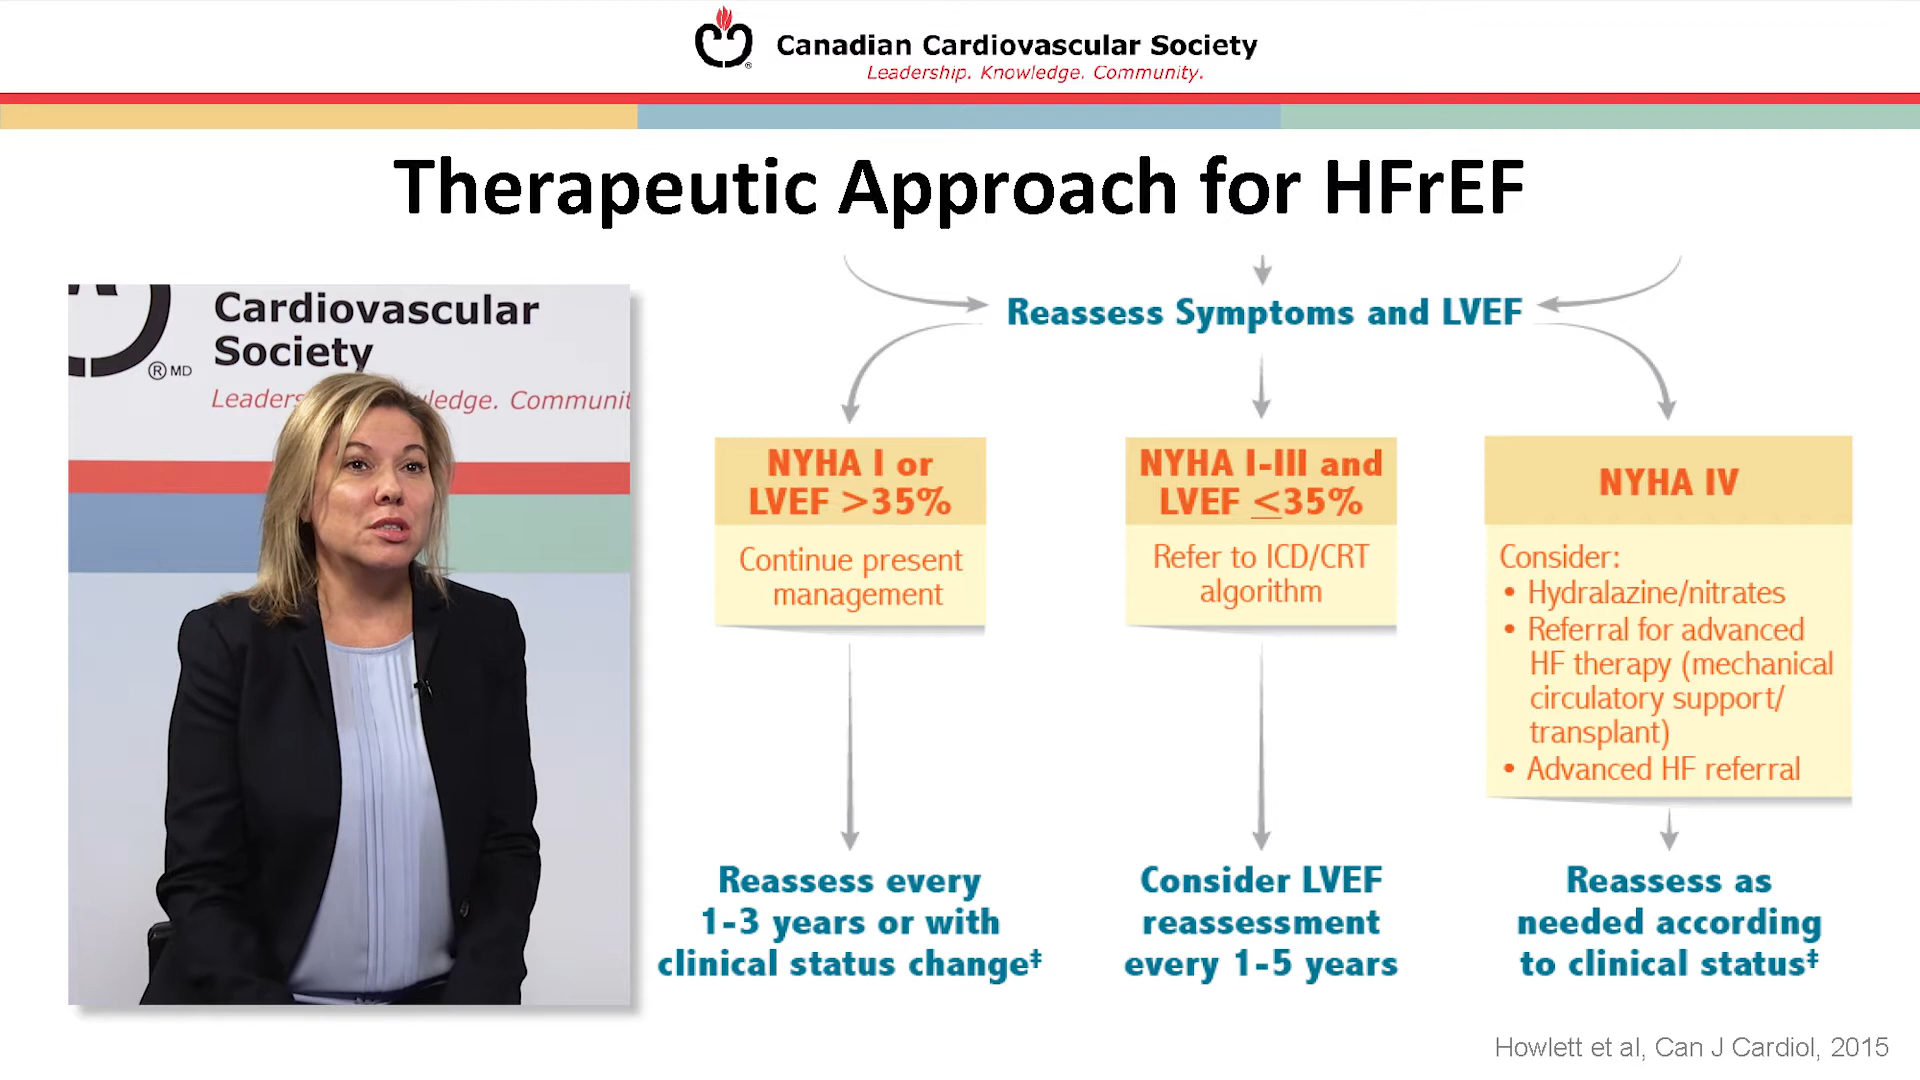 Canadian Cardiovascular Society
®
Leadership. Knowledge. Community.
Therapeutic Approach for HFrEF
Cardiovascular
Society
® MD
Leaders ledge. Communit
Reassess Symptoms and LVEF
NYHA I or
LVEF >35%
Continue present
management
Reassess every
1-3 years or with
clinical status change‡
NYHA I-III and
LVEF ≤35%
Refer to ICD/CRT
algorithm
Consider LVEF
reassessment
every 1-5 years
NYHA IV
Consider:
• Hydralazine/nitrates
• Referral for advanced
HF therapy (mechanical
circulatory support/
transplant)
• Advanced HF referral
Reassess as
needed according
to clinical status‡
Howlett et al, Can J Cardiol, 2015